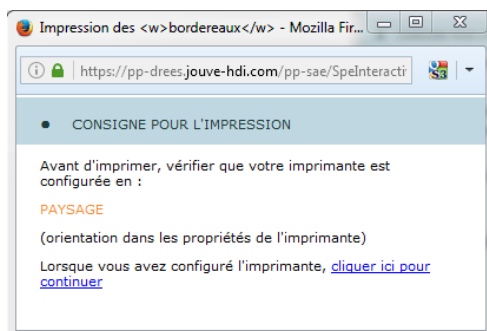 Impression des <w>bordereaux</w> - Mozilla Fir...
https://pp-drees.jouve-hdi.com/pp-sae/SpeInteracti
• CONSIGNE POUR L'IMPRESSION
Avant d'imprimer, vérifier que votre imprimante est
configurée en :
PAYSAGE
(orientation dans les propriétés de l'imprimante)
Lorsque vous avez configuré l'imprimante, cliquer ici pour
continuer